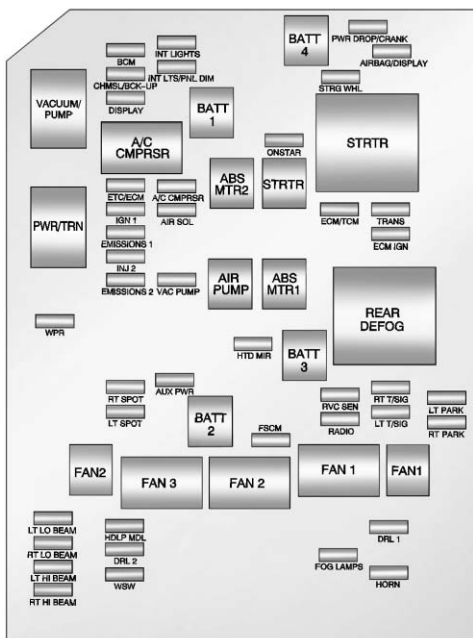 BATT
4
PWR DROP/CRANK
INT LIGHTS
BCM
AIRBAG/DISPLAY
INT LTS/PNL DIM
CHMSL/BCK-UP
STRG WHL
DISPLAY
VACUUM/
PUMP
BATT
1
A/C
CMPRSR
STRTR
ONSTAR
ABS
MTR2
STRTR
ETC/ECM
A/C CMPRSR
PWR/TRN
IGN 1
AIR SOL
ECM/TCM
TRANS
EMISSIONS 1
ECM IGN
INJ 2
EMISSIONS 2
VAC PUMP
AIR
PUMP
ABS
MTR1
REAR
DEFOG
WPR
HTD MIR
BATT
3
RT SPOT
AUX PWR
RVC SEN
RT T/SIG
LT PARK
LT SPOT
BATT
2
FSCM
RADIO
LT T/SIG
RT PARK
FAN2
FAN 3
FAN 2
FAN 1
FAN1
LT LO BEAM
HDLP MDL
DRL 1
RT LO BEAM
DRL 2
FOG LAMPS
LT HI BEAM
WSW
HORN
RT HI BEAM